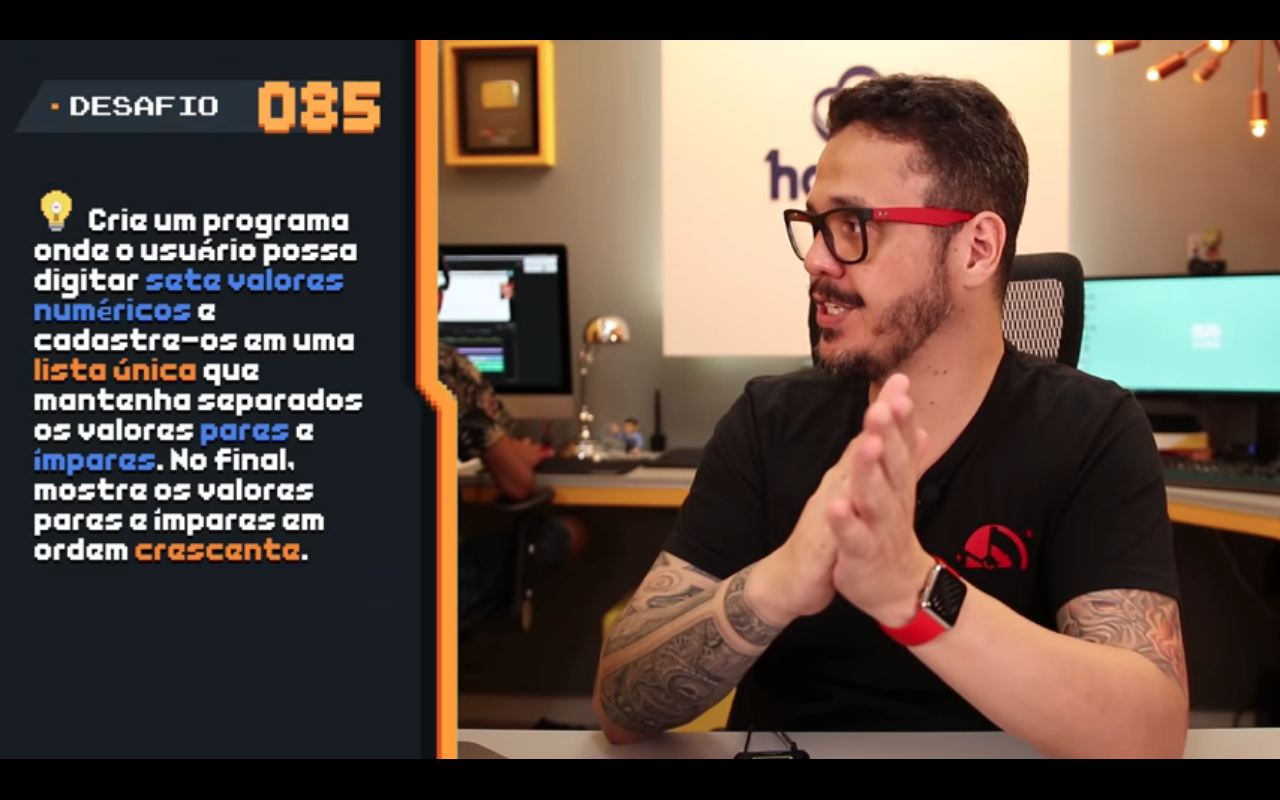 DESAFIO 085
Crie um programa
onde o usuário possa
digitar sete valores
numéricos e
cadastre-os em uma
lista única que
mantenha separados
os valores pares e
ímpares. No final,
mostre os valores
pares e ímpares em
ordem crescente.